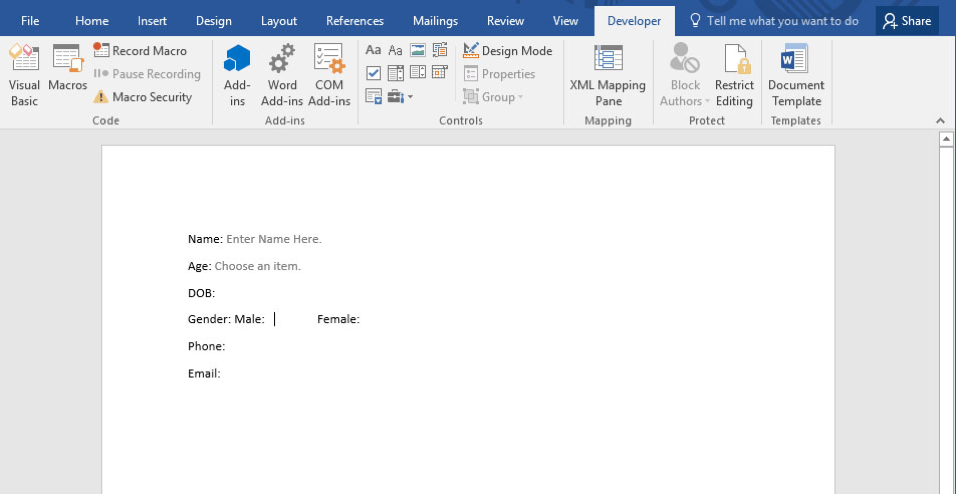 File Home Insert Design Layout References Mailings Review View Developer Tell me what you want to do Share
Visual Basic
Macros
Record Macro
Pause Recording
Macro Security
Code
Add-ins
Word Add-ins
COM Add-ins
Add-ins
Aa Aa
Design Mode
Properties
Group
Controls
XML Mapping Pane
Mapping
Block Authors
Restrict Editing
Protect
Document Template
Templates
Name: Enter Name Here.
Age: Choose an item.
DOB:
Gender: Male: Female:
Phone:
Email: